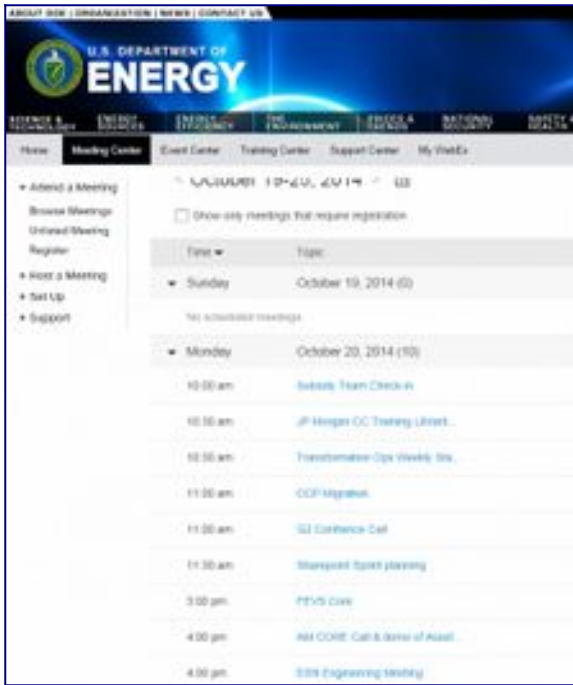 ABOUT DOE | ORGANIZATION | NEWS | CONTACT US
U.S. DEPARTMENT OF
ENERGY
SCIENCE & TECHNOLOGY ENERGY SOURCES ENERGY EFFICIENCY THE ENVIRONMENT PRICES & TRENDS NATIONAL SECURITY SAFETY & HEALTH
Home Meeting Center Event Center Training Center Support Center My WebEx
Attend a Meeting
Browse Meetings
Unlisted Meeting
Register
Host a Meeting
Set Up
Support
October 19-25, 2014
Show only meetings that require registration
Time Topic
Sunday October 19, 2014 (0)
No scheduled meetings
Monday October 20, 2014 (10)
10:00 am Subsidy Team Check-in
10:30 am JP Morgan CC Training
10:30 am Transformation Ops Weekly
11:00 am Migration
11:00 am G2 Call
11:30 am Sharepoint Sprint planning
3:00 pm FEVS Core
4:00 pm AM CORE Call & demo of
4:00 pm Engineering Meeting